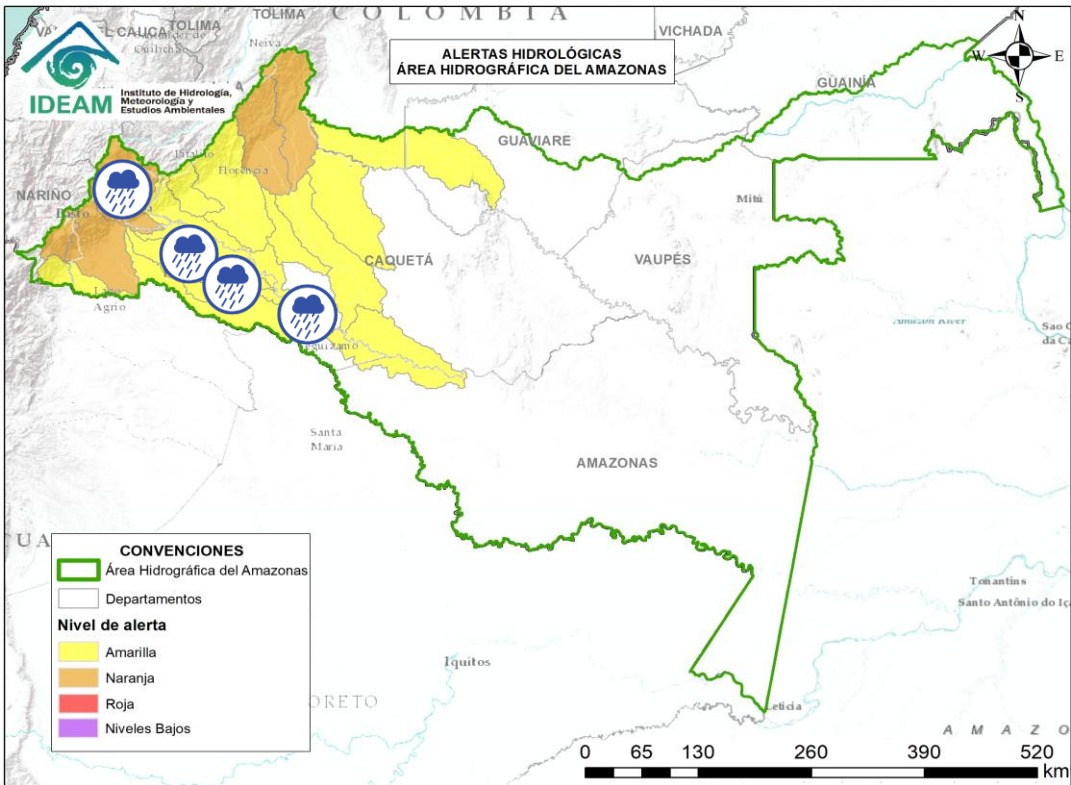 COLOMBIA
TOLIMA
TOLIMA
VICHADA
Neiva
ALERTAS HIDROLÓGICAS
ÁREA HIDROGRÁFICA DEL AMAZONAS
N
W
E
S
IDEAM
Instituto de Hidrología,
Meteorología y
Estudios Ambientales
GUAINÍA
GUAVIARE
Florencia
NARIÑO
Mitú
CAQUETÁ
VAUPÉS
Agrio
Amazon River
Santa
Maria
AMAZONAS
CONVENCIONES
Área Hidrográfica del Amazonas
Departamentos
Nivel de alerta
Amarilla
Naranja
Roja
Niveles Bajos
Tonantins
Santo Antônio do Iç
Iquitos
ORETO
Leticia
A M A Z O
0 65 130 260 390 520
km